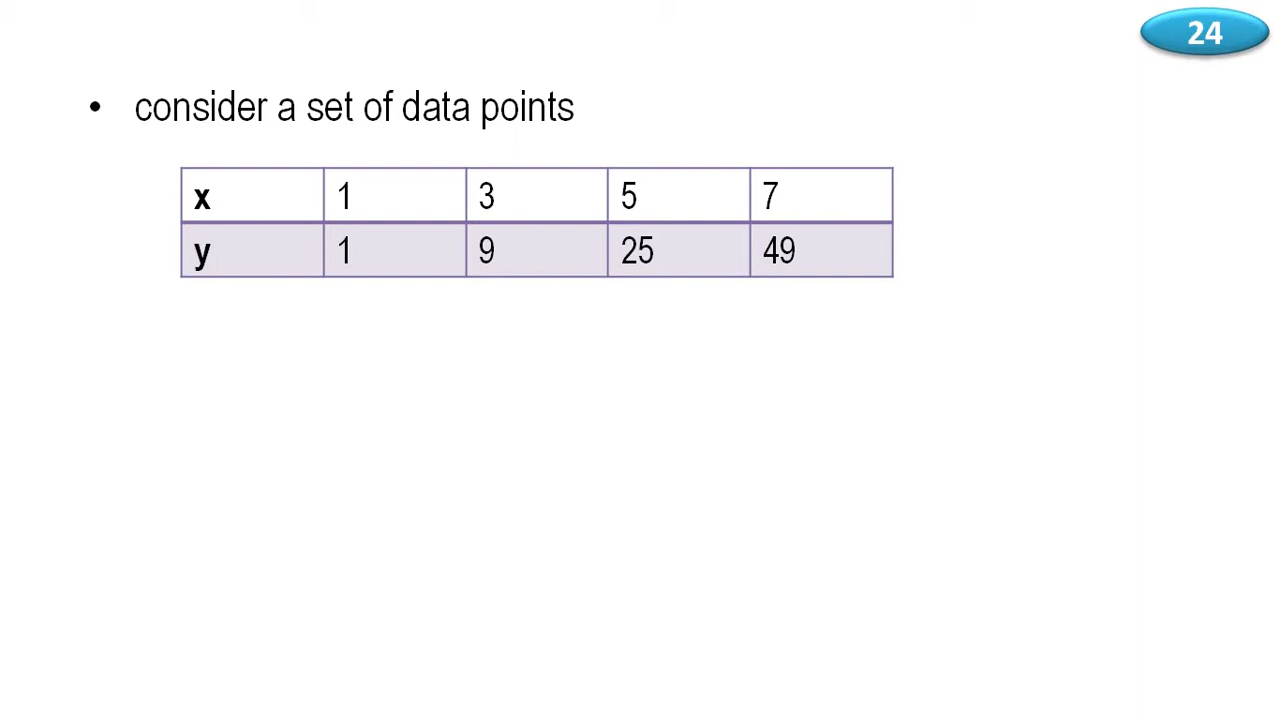 24
• consider a set of data points
x 1 3 5 7
y 1 9 25 49